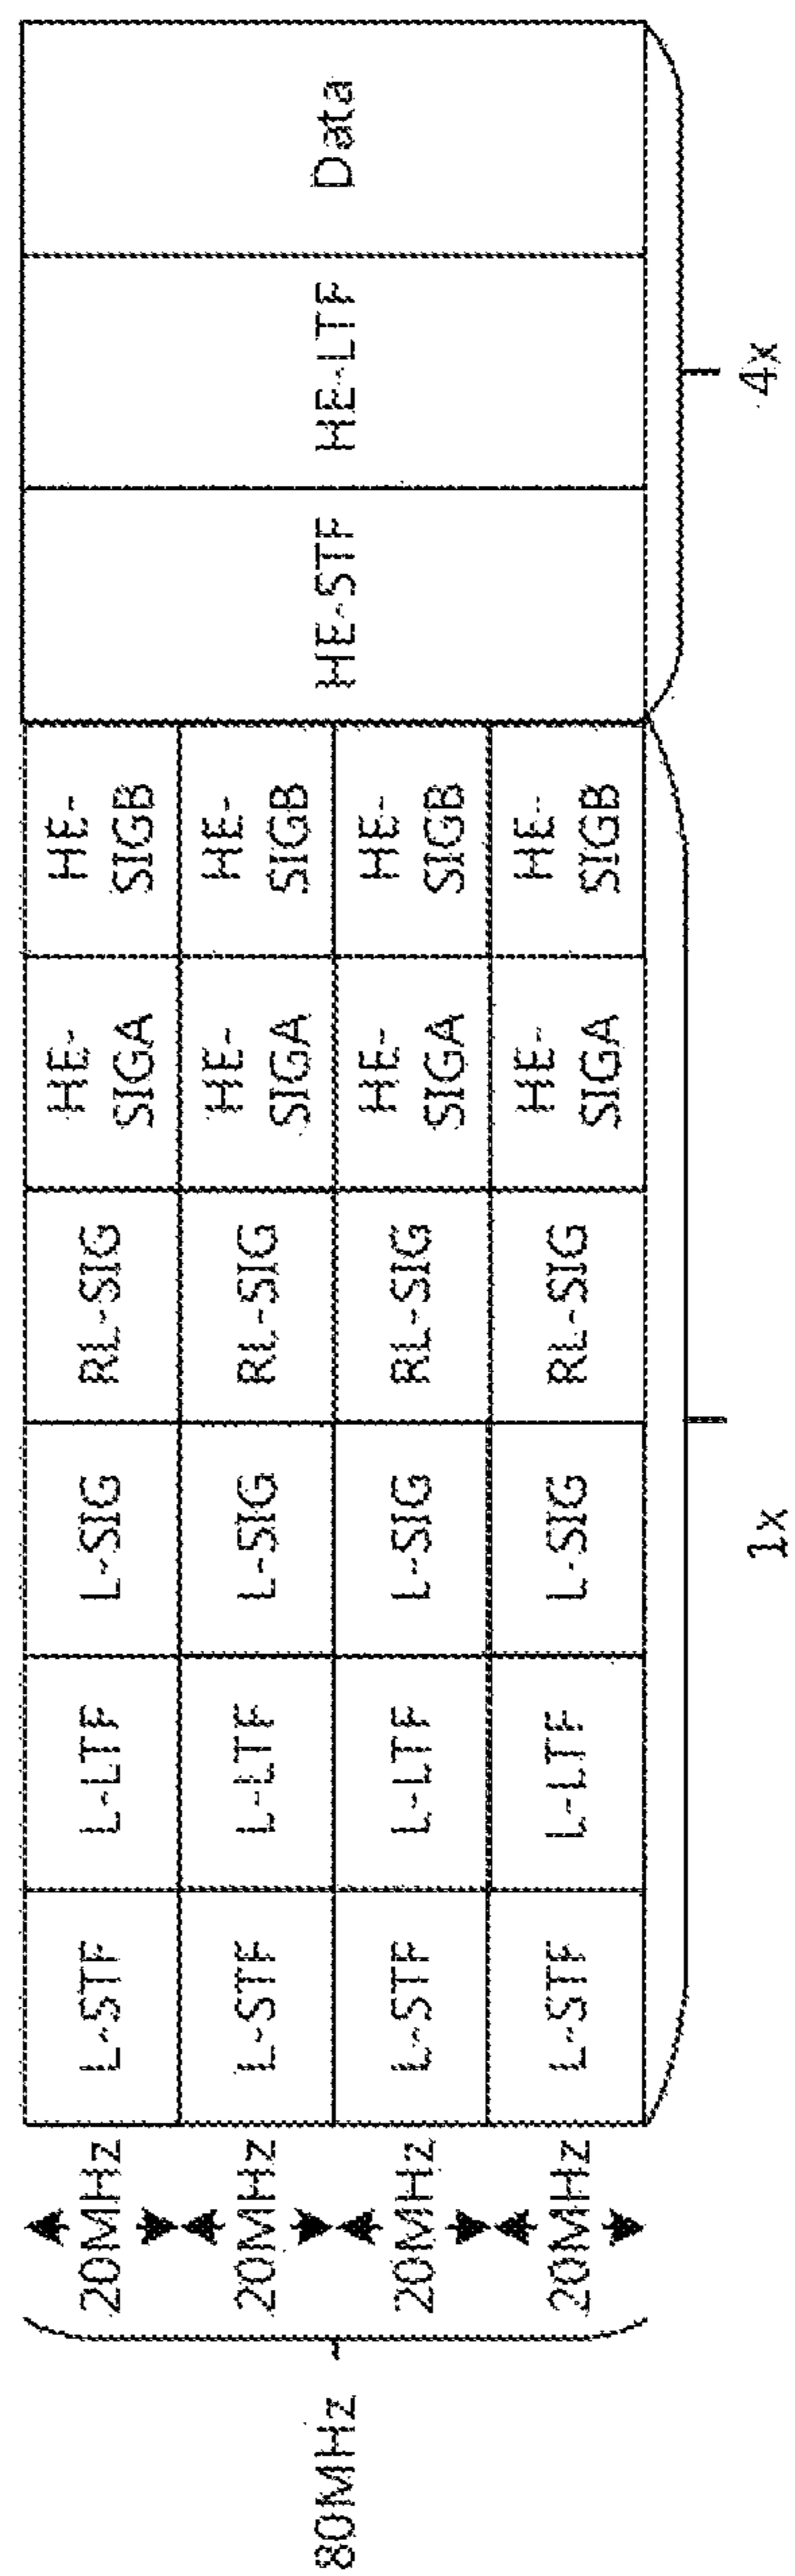 80MHz
20MHz
L-STF
L-LTF
L-SIG
RL-SIG
HE-
SIGA
HE-
SIGB
20MHz
L-STF
L-LTF
L-SIG
RL-SIG
HE-
SIGA
HE-
SIGB
20MHz
L-STF
L-LTF
L-SIG
RL-SIG
HE-
SIGA
HE-
SIGB
20MHz
L-STF
L-LTF
L-SIG
RL-SIG
HE-
SIGA
HE-
SIGB
HE-STF
HE-LTF
Data
1x
4x